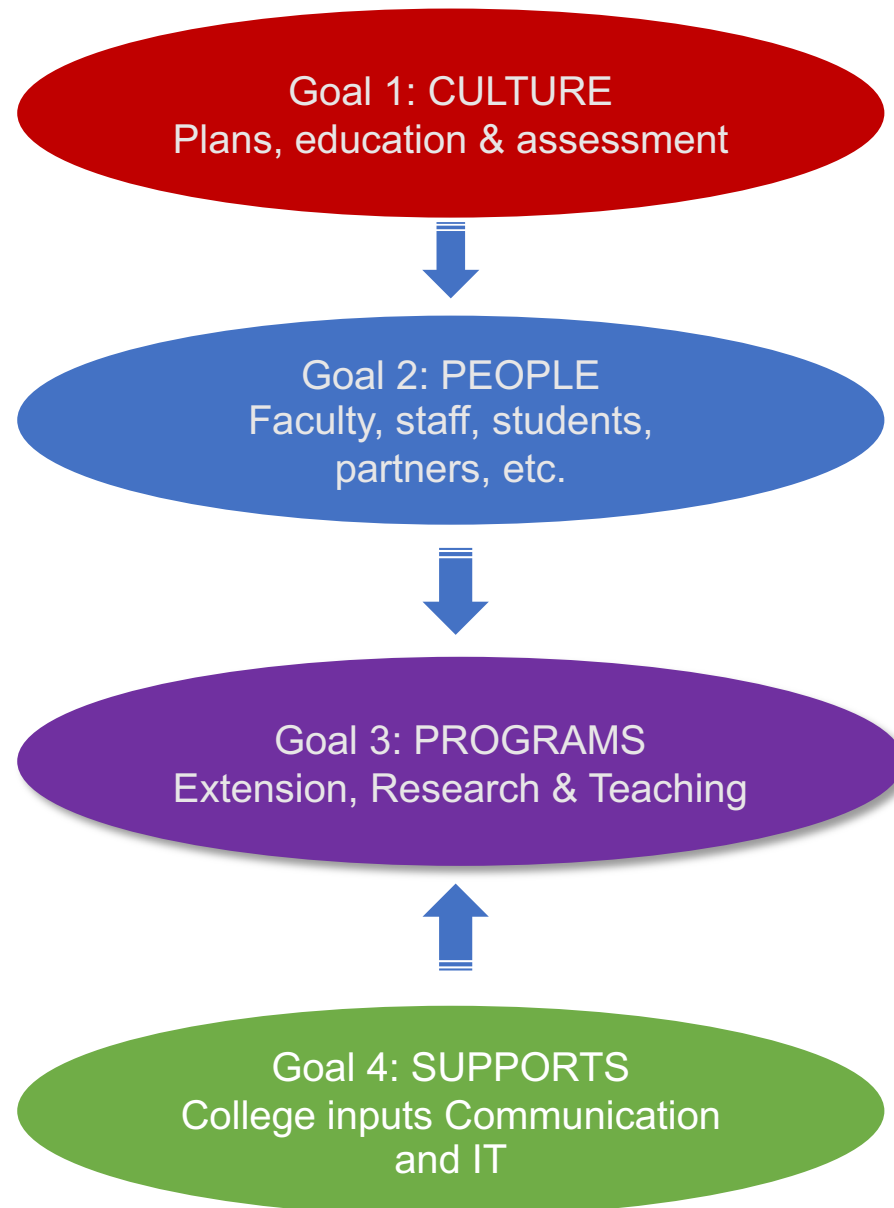 Goal 1: CULTURE
Plans, education & assessment
Goal 2: PEOPLE
Faculty, staff, students,
partners, etc.
Goal 3: PROGRAMS
Extension, Research & Teaching
Goal 4: SUPPORTS
College inputs Communication
and IT